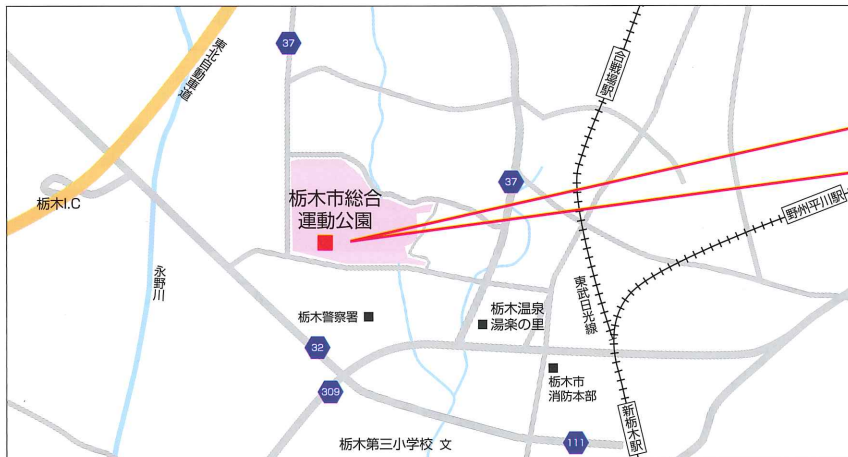 37
東北自動車道
合戦場駅
37
栃木市総合
運動公園
栃木I.C
野州平川駅
永野川
東武日光線
栃木温泉
湯楽の里
栃木警察署
32
309
栃木市
消防本部
新栃木駅
栃木第三小学校 文
111